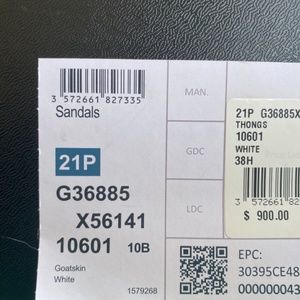 3 572661 827335
Sandals
21P
G36885
X56141
10601 10B
Goatskin
White
1579268
MAN.
GDC
LDC
21P G36885X
THONGS
10601
WHITE
38H
3 572661 82
$ 900.00
EPC:
30395CE48
000000043